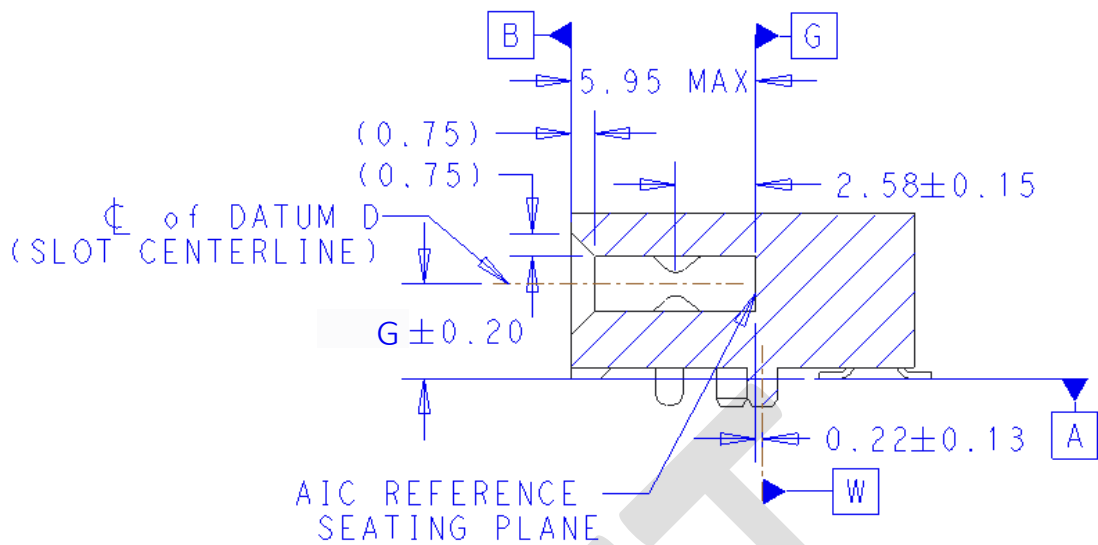 B
G
5.95 MAX
(0.75)
(0.75)
2.58±0.15
℄ of DATUM D
(SLOT CENTERLINE)
G±0.20
0.22±0.13
A
AIC REFERENCE
SEATING PLANE
W